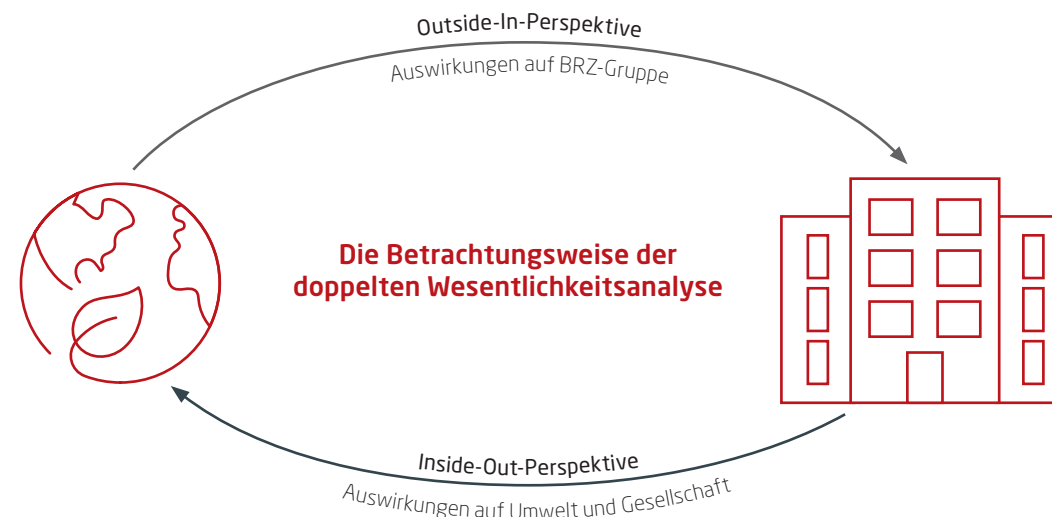 Outside-In-Perspektive
Auswirkungen auf BRZ-Gruppe
Die Betrachtungsweise der
doppelten Wesentlichkeitsanalyse
Inside-Out-Perspektive
Auswirkungen auf Umwelt und Gesellschaft